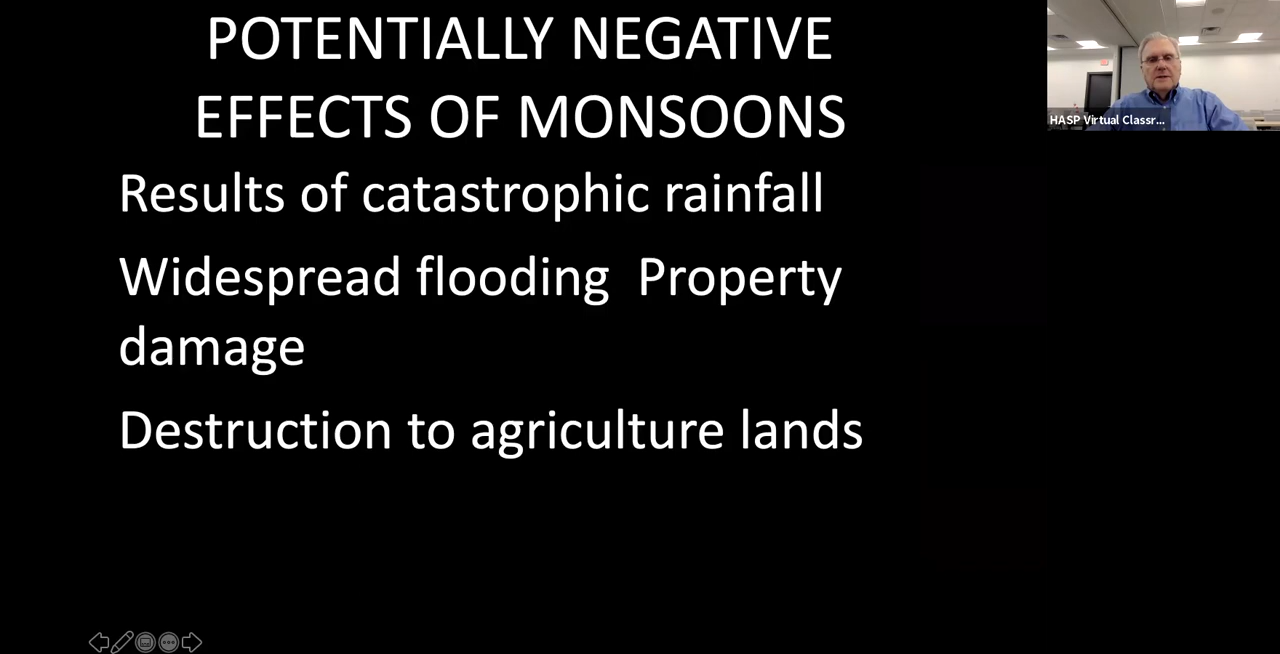 POTENTIALLY NEGATIVE
EFFECTS OF MONSOONS
Results of catastrophic rainfall
Widespread flooding  Property
damage
Destruction to agriculture lands
HASP Virtual Classr...